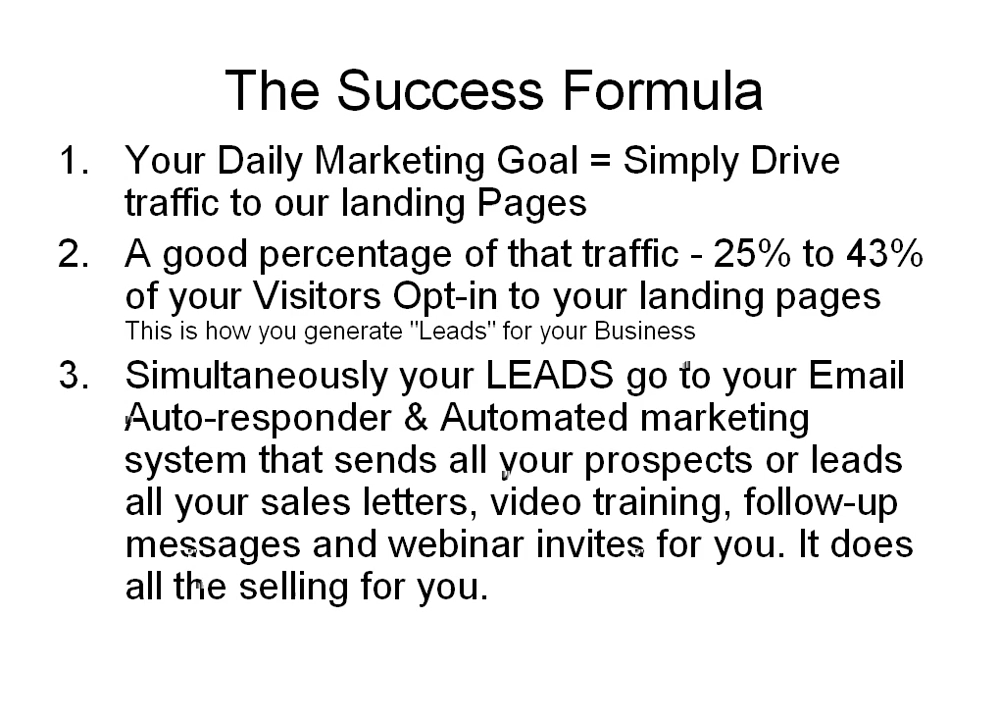 The Success Formula
1. Your Daily Marketing Goal = Simply Drive
traffic to our landing Pages
2. A good percentage of that traffic - 25% to 43%
of your Visitors Opt-in to your landing pages
This is how you generate "Leads" for your Business
3. Simultaneously your LEADS go to your Email
Auto-responder & Automated marketing
system that sends all your prospects or leads
all your sales letters, video training, follow-up
messages and webinar invites for you. It does
all the selling for you.